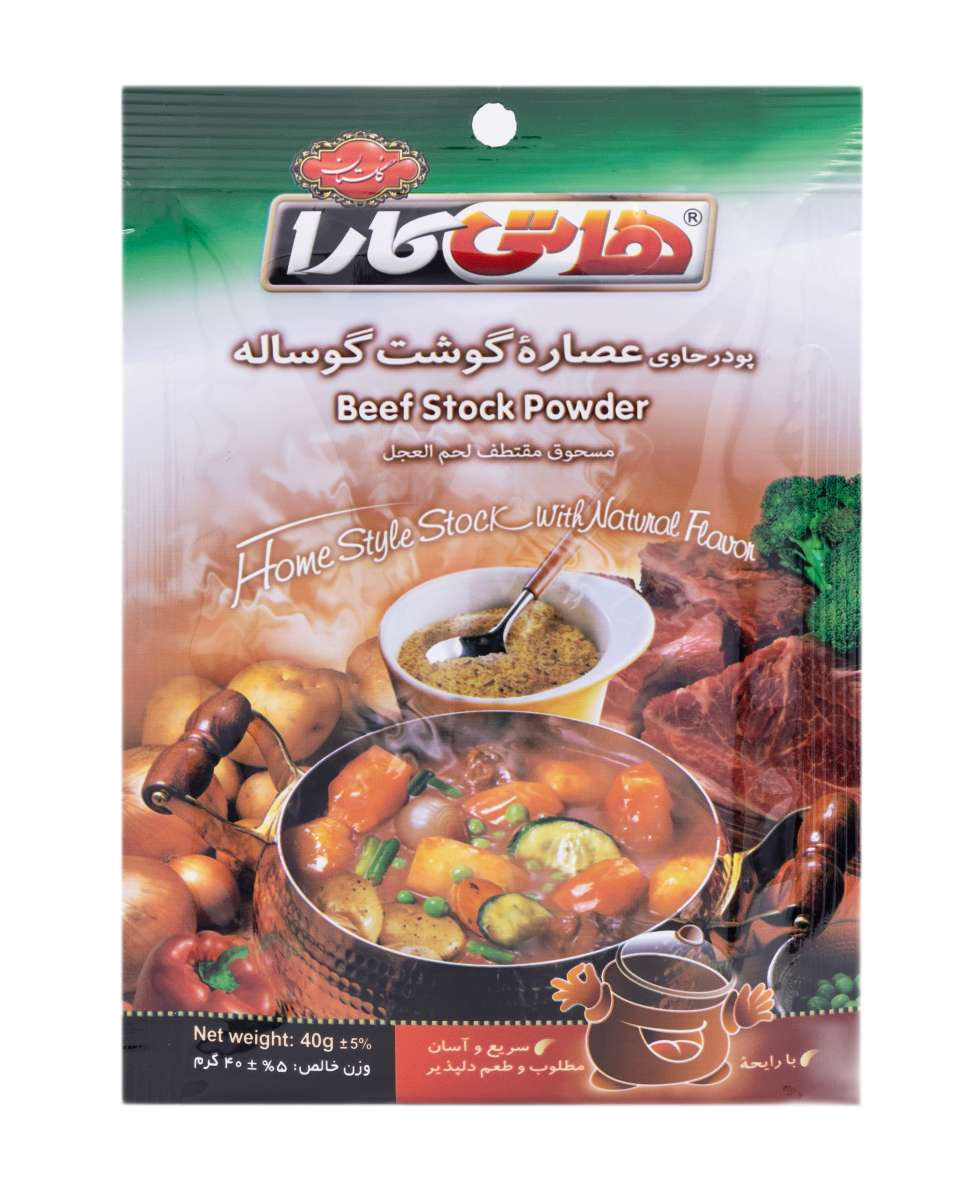 گلستان
هاتی کارا ®
پودر حاوی عصارهٔ گوشت گوساله
Beef Stock Powder
مسحوق مقتطف لحم العجل
Home Style Stock with Natural Flavor
Net weight: 40g ±5%
وزن خالص: ۵% ± ۴۰ گرم
سریع و آسان
با رایحهٔ مطلوب و طعم دلپذیر